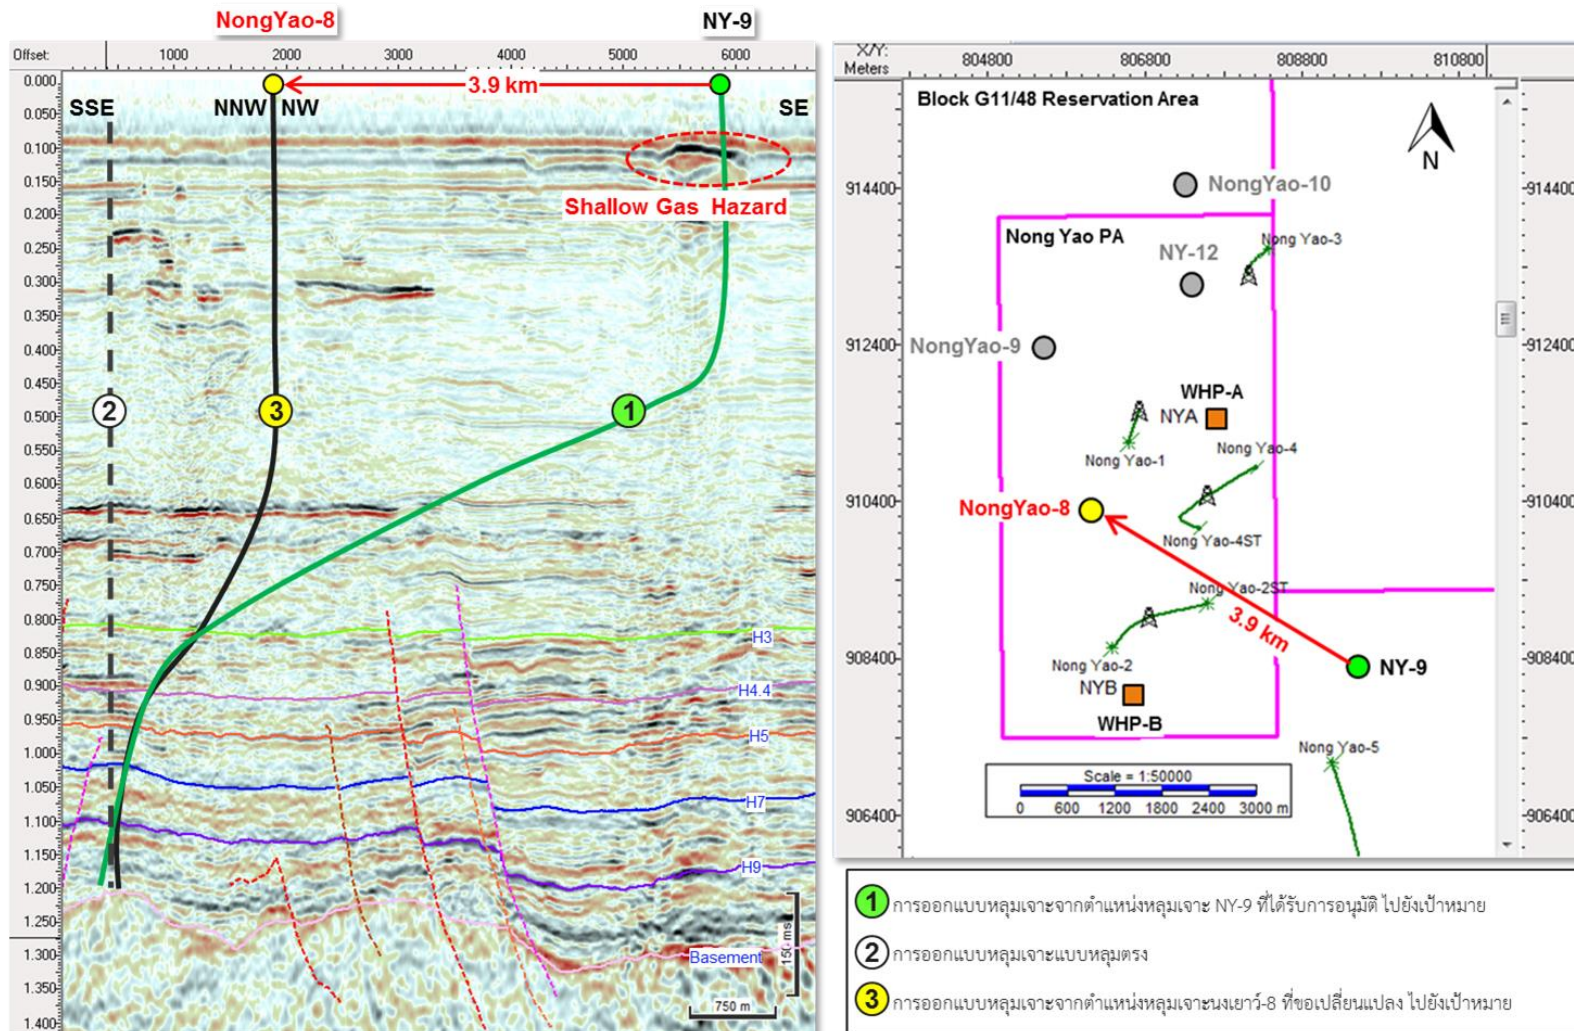 NongYao-8
NY-9
Offset: 1000 2000 3000 4000 5000 6000
0.000
0.050
0.100
0.150
0.200
0.250
0.300
0.350
0.400
0.450
0.500
0.550
0.600
0.650
0.700
0.750
0.800
0.850
0.900
0.950
1.000
1.050
1.100
1.150
1.200
1.250
1.300
1.350
1.400
3.9 km
SSE
NNW
NW
SE
Shallow Gas Hazard
2
3
1
H3
H4.4
H5
H7
H9
Basement
150 ms
750 m
X/Y:
Meters
804800 806800 808800 810800
Block G11/48 Reservation Area
N
914400
914400
NongYao-10
Nong Yao PA
Nong Yao-3
NY-12
912400
912400
NongYao-9
WHP-A
NYA
Nong Yao-1
Nong Yao-4
910400
910400
NongYao-8
Nong Yao-4ST
Nong Yao-2ST
3.9 km
908400
908400
Nong Yao-2
NY-9
NYB
WHP-B
Nong Yao-5
Scale = 1:50000
0 600 1200 1800 2400 3000 m
906400
906400
1 การออกแบบหลุมเจาะจากตำแหน่งหลุมเจาะ NY-9 ที่ได้รับการอนุมัติ ไปยังเป้าหมาย
2 การออกแบบหลุมเจาะแบบหลุมตรง
3 การออกแบบหลุมเจาะจากตำแหน่งหลุมเจาะนงเยาว์-8 ที่ขอเปลี่ยนแปลง ไปยังเป้าหมาย